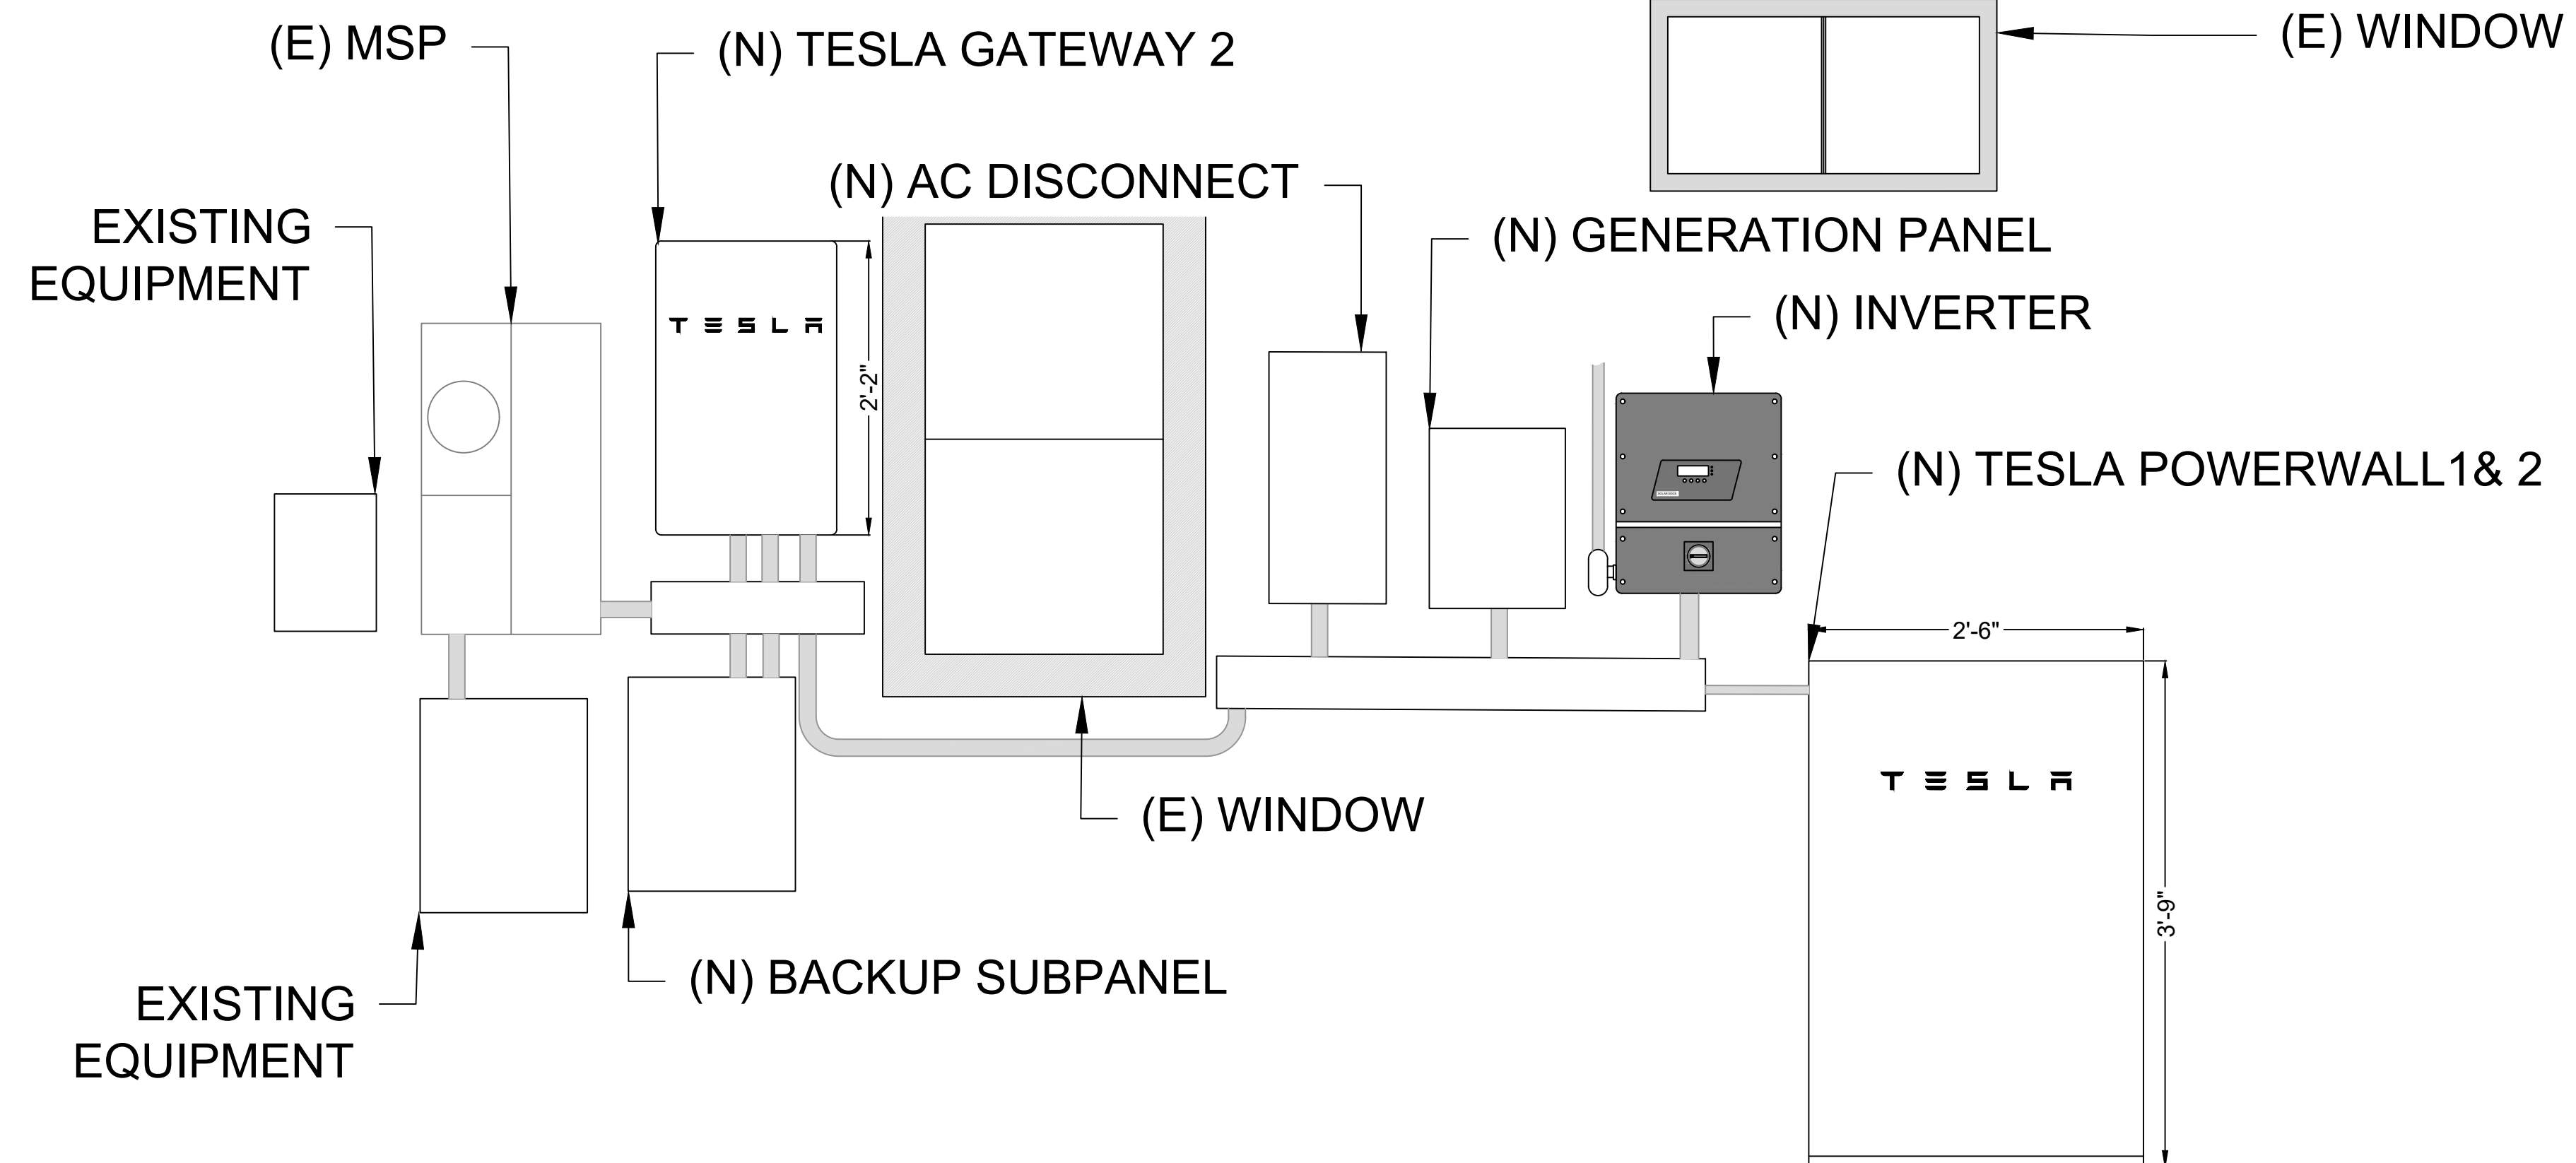 (E) MSP
(N) TESLA GATEWAY 2
(E) WINDOW
(N) AC DISCONNECT
EXISTING
EQUIPMENT
(N) GENERATION PANEL
(N) INVERTER
TESLA
2'-2"
(N) TESLA POWERWALL1& 2
2'-6"
TESLA
(E) WINDOW
3'-9"
(N) BACKUP SUBPANEL
EXISTING
EQUIPMENT